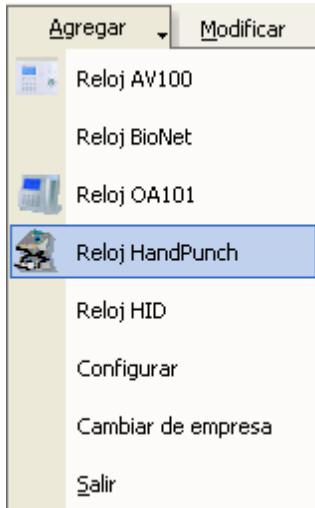 Agregar Modificar
Reloj AV100
Reloj BioNet
Reloj OA101
Reloj HandPunch
Reloj HID
Configurar
Cambiar de empresa
Salir